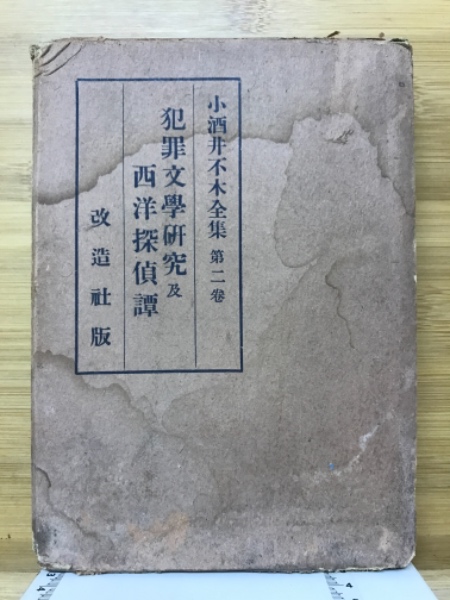 小酒井不木全集 第二卷
犯罪文學研究及
西洋探偵譚
改造社版
4